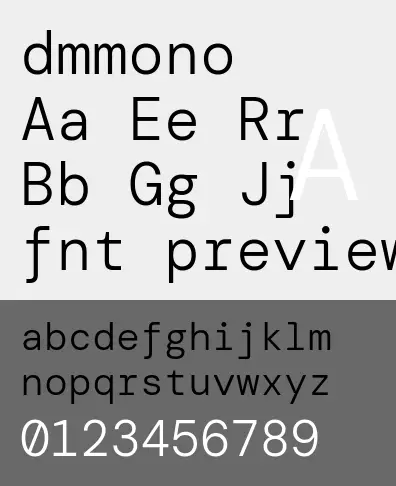 dmmono
Aa Ee Rr
A
Bb Gg Jj
fnt preview
abcdefghijklm
nopqrstuvwxyz
0123456789